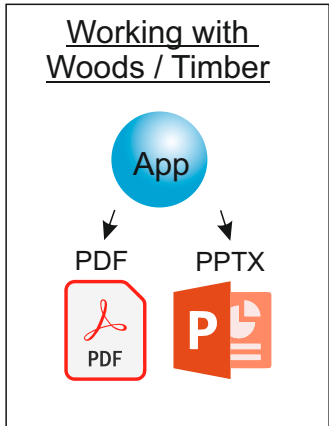 Working with
Woods / Timber
App
PDF PPTX
PDF P